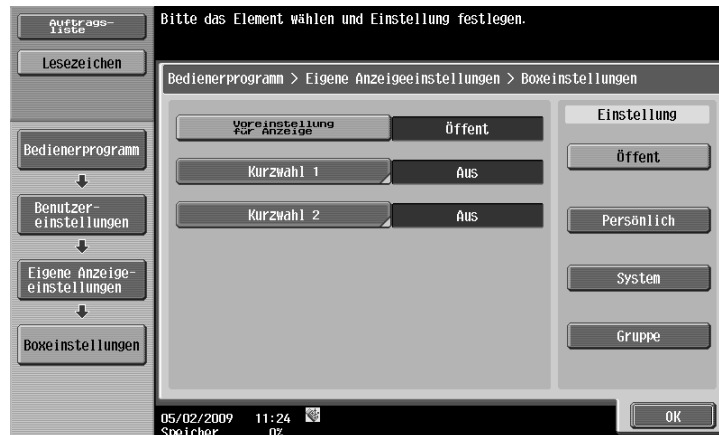 Auftrags-
liste
Lesezeichen
Bitte das Element wählen und Einstellung festlegen.
Bedienerprogramm > Eigene Anzeigeeinstellungen > Boxeinstellungen
Bedienerprogramm
Benutzer-
einstellungen
Eigene Anzeige-
einstellungen
Boxeinstellungen
Voreinstellung
für Anzeige
Öffent
Kurzwahl 1
Aus
Kurzwahl 2
Aus
Einstellung
Öffent
Persönlich
System
Gruppe
05/02/2009 11:24
Speicher 0%
OK